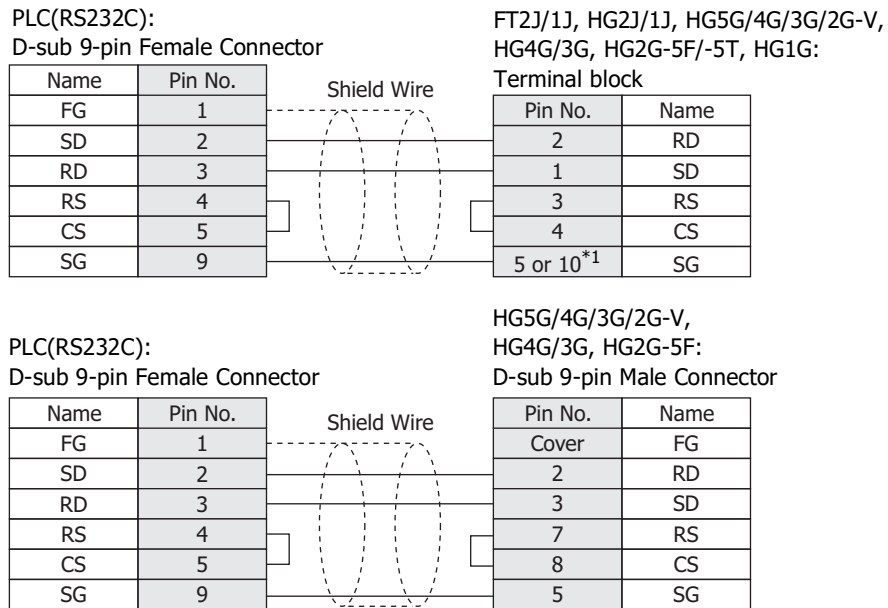 PLC(RS232C):
D-sub 9-pin Female Connector
FT2J/1J, HG2J/1J, HG5G/4G/3G/2G-V,
HG4G/3G, HG2G-5F/-5T, HG1G:
Terminal block
Name Pin No. Shield Wire Pin No. Name
FG 1
SD 2 2 RD
RD 3 1 SD
RS 4 3 RS
CS 5 4 CS
SG 9 5 or 10*1 SG
PLC(RS232C):
D-sub 9-pin Female Connector
HG5G/4G/3G/2G-V,
HG4G/3G, HG2G-5F:
D-sub 9-pin Male Connector
Name Pin No. Shield Wire Pin No. Name
FG 1 Cover FG
SD 2 2 RD
RD 3 3 SD
RS 4 7 RS
CS 5 8 CS
SG 9 5 SG